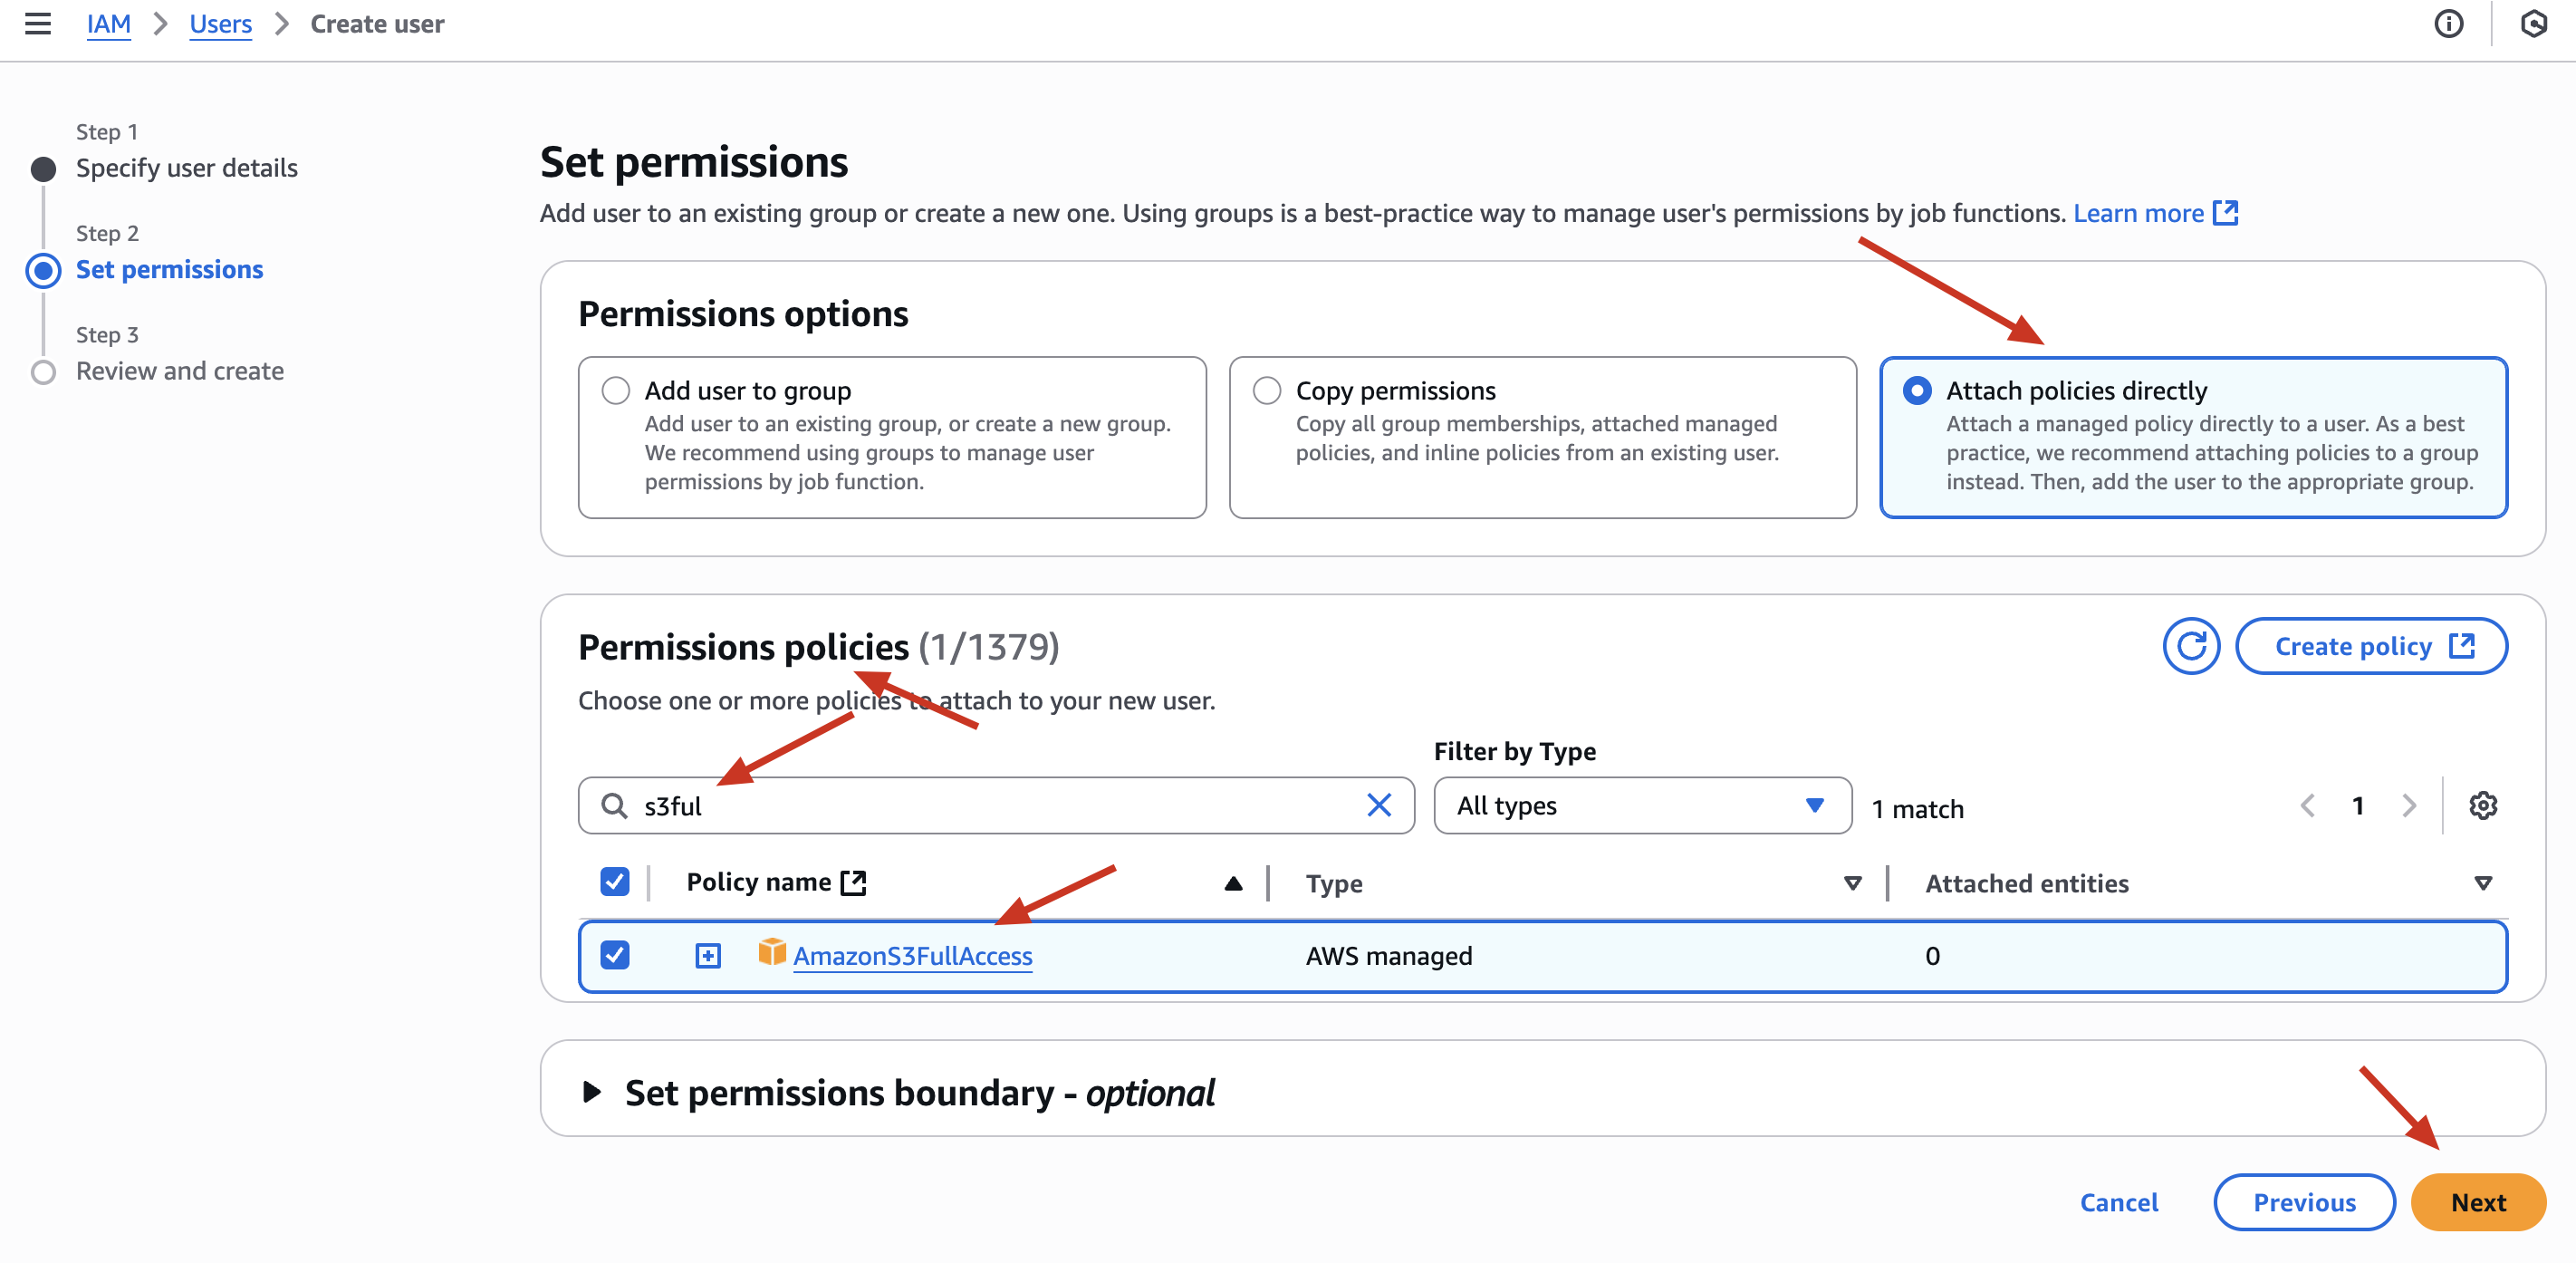 IAM > Users > Create user
Step 1
Specify user details
Step 2
Set permissions
Step 3
Review and create
Set permissions
Add user to an existing group or create a new one. Using groups is a best-practice way to manage user's permissions by job functions. Learn more
Permissions options
Add user to group
Add user to an existing group, or create a new group.
We recommend using groups to manage user
permissions by job function.
Copy permissions
Copy all group memberships, attached managed
policies, and inline policies from an existing user.
Attach policies directly
Attach a managed policy directly to a user. As a best
practice, we recommend attaching policies to a group
instead. Then, add the user to the appropriate group.
Permissions policies (1/1379)
Create policy
Choose one or more policies to attach to your new user.
Filter by Type
s3ful
All types
1 match
1
Policy name
Type
Attached entities
AmazonS3FullAccess
AWS managed
0
Set permissions boundary - optional
Cancel
Previous
Next